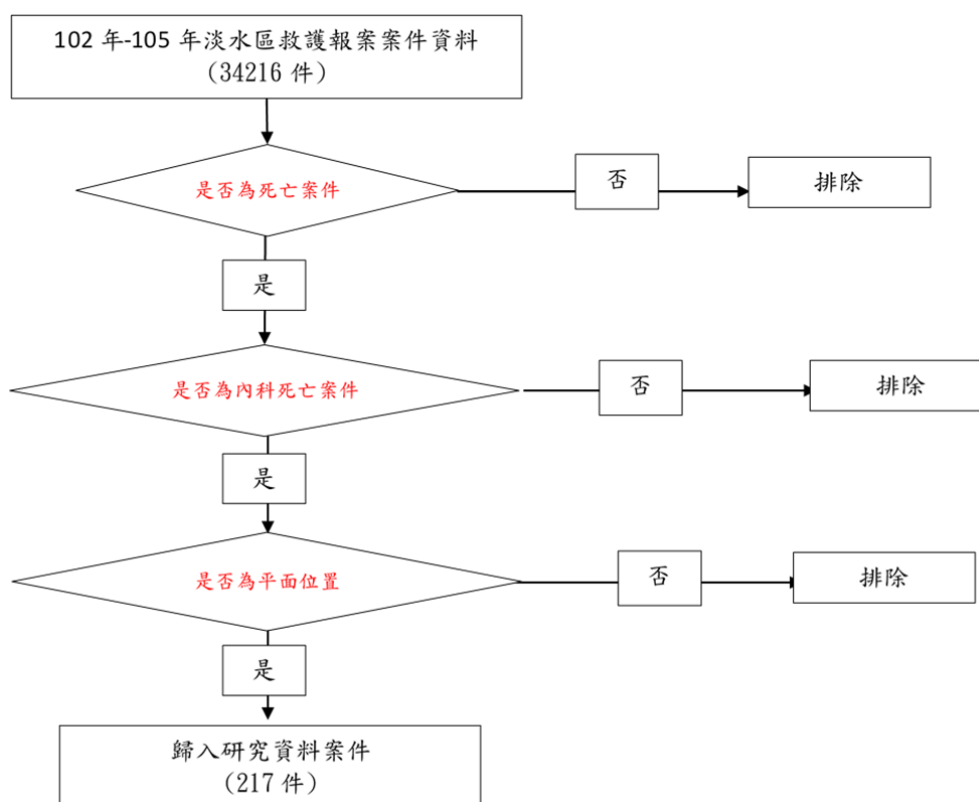 102 年-105 年淡水區救護報案案件資料
(34216 件)
是否為死亡案件
否
排除
是
是否為內科死亡案件
否
排除
是
是否為平面位置
否
排除
是
歸入研究資料案件
(217 件)